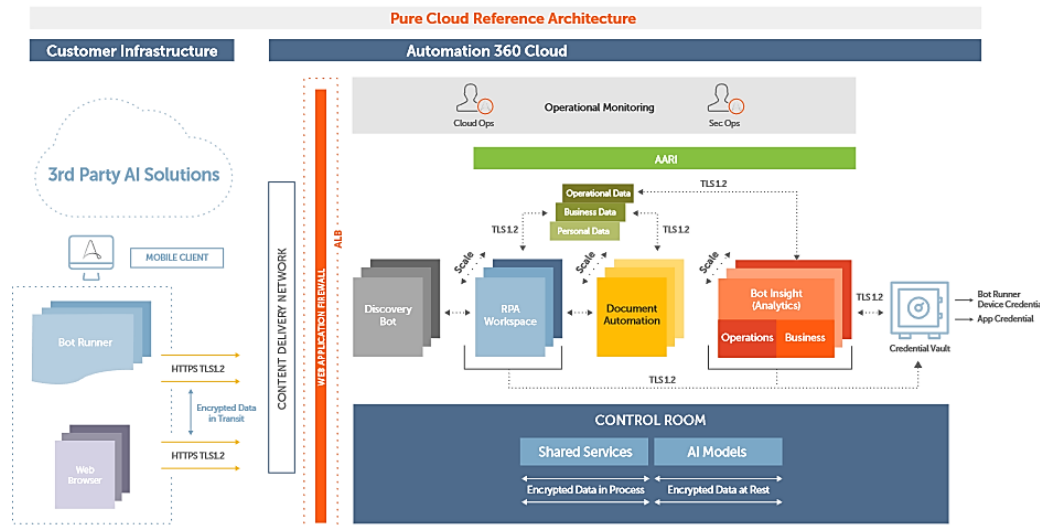 Pure Cloud Reference Architecture
Customer Infrastructure
Automation 360 Cloud
Operational Monitoring
Cloud Ops
Sec Ops
AARI
3rd Party AI Solutions
MOBILE CLIENT
Bot Runner
HTTPS TLS1.2
Encrypted Data
in Transit
Web
Browser
HTTPS TLS1.2
CONTENT DELIVERY NETWORK
WEB APPLICATION FIREWALL
ALB
Operational Data
Business Data
Personal Data
TLS1.2
TLS1.2
TLS1.2
Scale
Scale
Scale
Discovery
Bot
RPA
Workspace
Document
Automation
Bot Insight
(Analytics)
Operations
Business
TLS1.2
Credential Vault
Bot Runner
Device Credentia
App Credential
TLS1.2
CONTROL ROOM
Shared Services
AI Models
Encrypted Data in Process
Encrypted Data at Rest